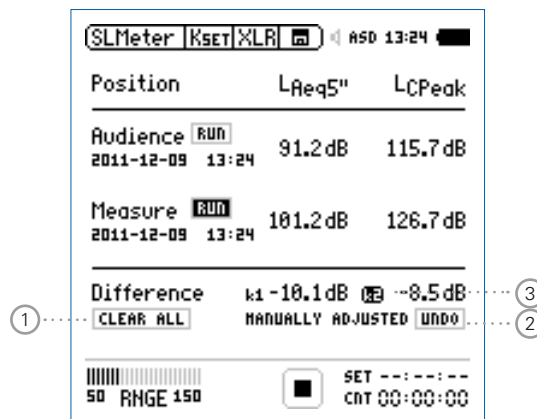 SLMeter KSET XLR ASD 13:24
Position LAeq5" LCPeak
Audience RUN 91.2dB 115.7dB
2011-12-09 13:24
Measure RUN 101.2dB 126.7dB
2011-12-09 13:24
Difference k1 -10.1dB k2 -8.5dB 3
1 CLEAR ALL MANUALLY ADJUSTED UNDO 2
SET --:--:--
50 RNGE 150 CNT 00:00:00